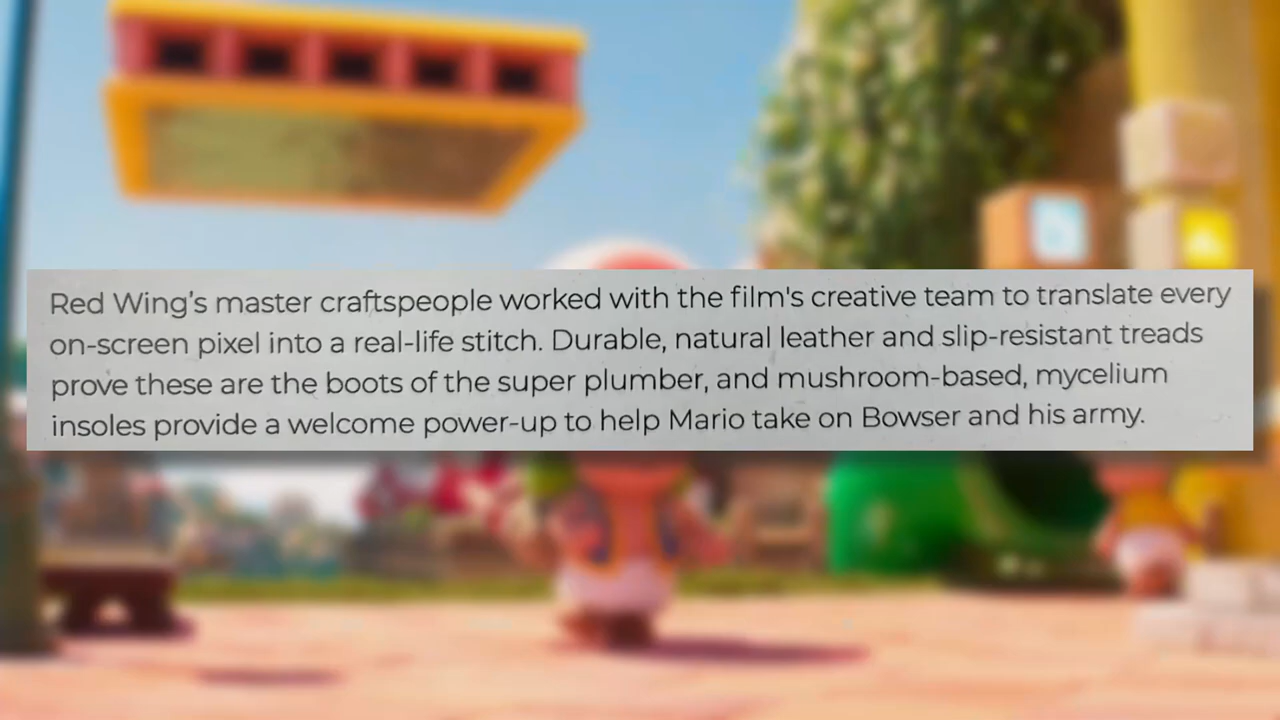 Red Wing's master craftspeople worked with the film's creative team to translate every
on-screen pixel into a real-life stitch. Durable, natural leather and slip-resistant treads
prove these are the boots of the super plumber, and mushroom-based, mycelium
insoles provide a welcome power-up to help Mario take on Bowser and his army.